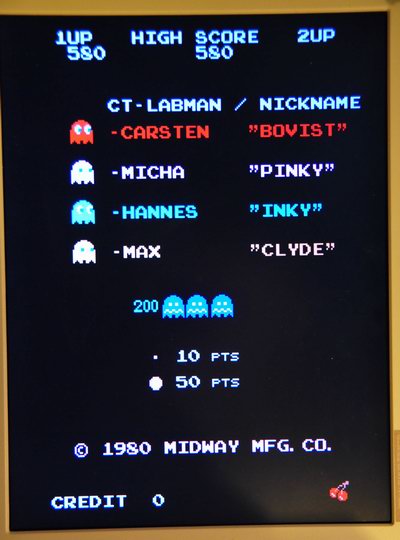 1UP HIGH SCORE 2UP
580 580
CT-LABMAN / NICKNAME
-CARSTEN "BOVIST"
-MICHA "PINKY"
-HANNES "INKY"
-MAX "CLYDE"
200
10 PTS
50 PTS
© 1980 MIDWAY MFG. CO.
CREDIT 0